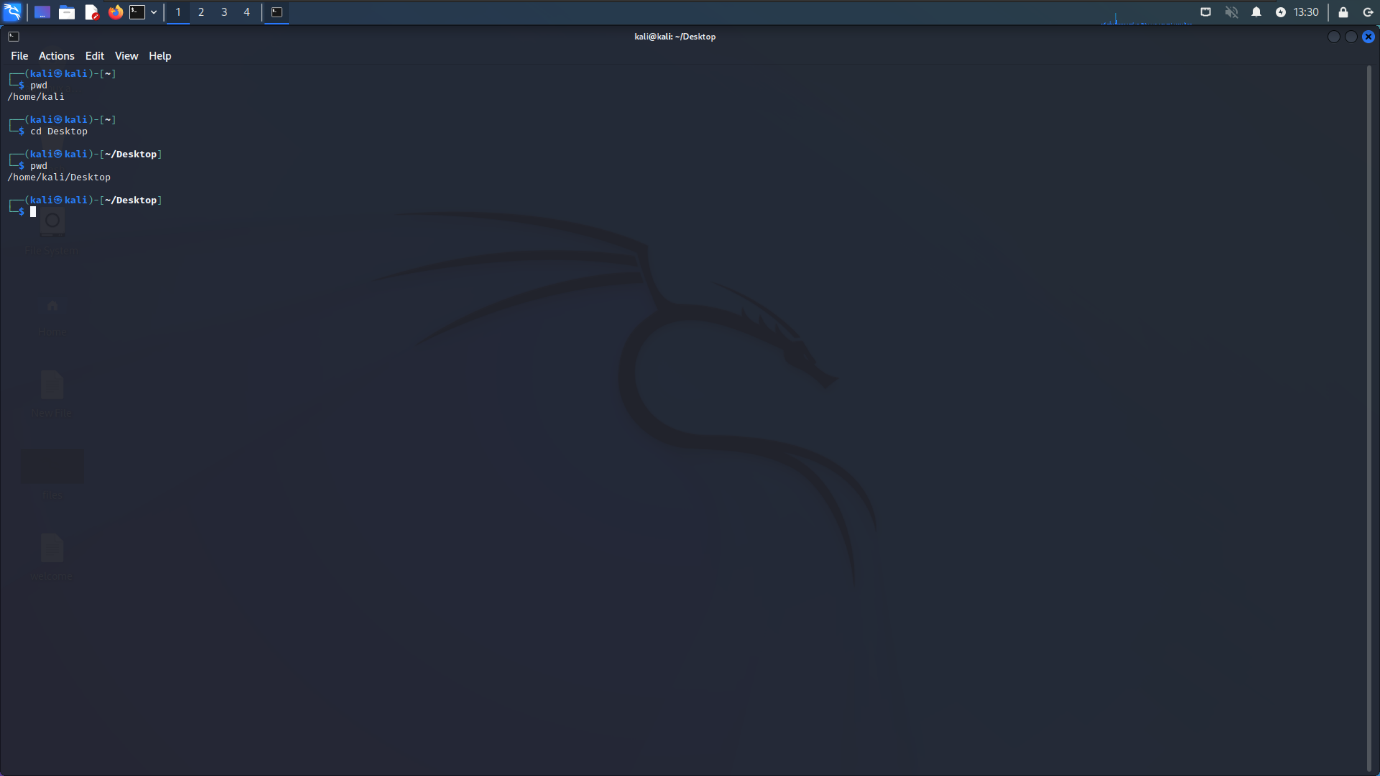 1 2 3 4 13:30
kali@kali: ~/Desktop
File Actions Edit View Help
┌──(kali㉿kali)-[~]
└─$ pwd
/home/kali
┌──(kali㉿kali)-[~]
└─$ cd Desktop
┌──(kali㉿kali)-[~/Desktop]
└─$ pwd
/home/kali/Desktop
┌──(kali㉿kali)-[~/Desktop]
└─$
Home